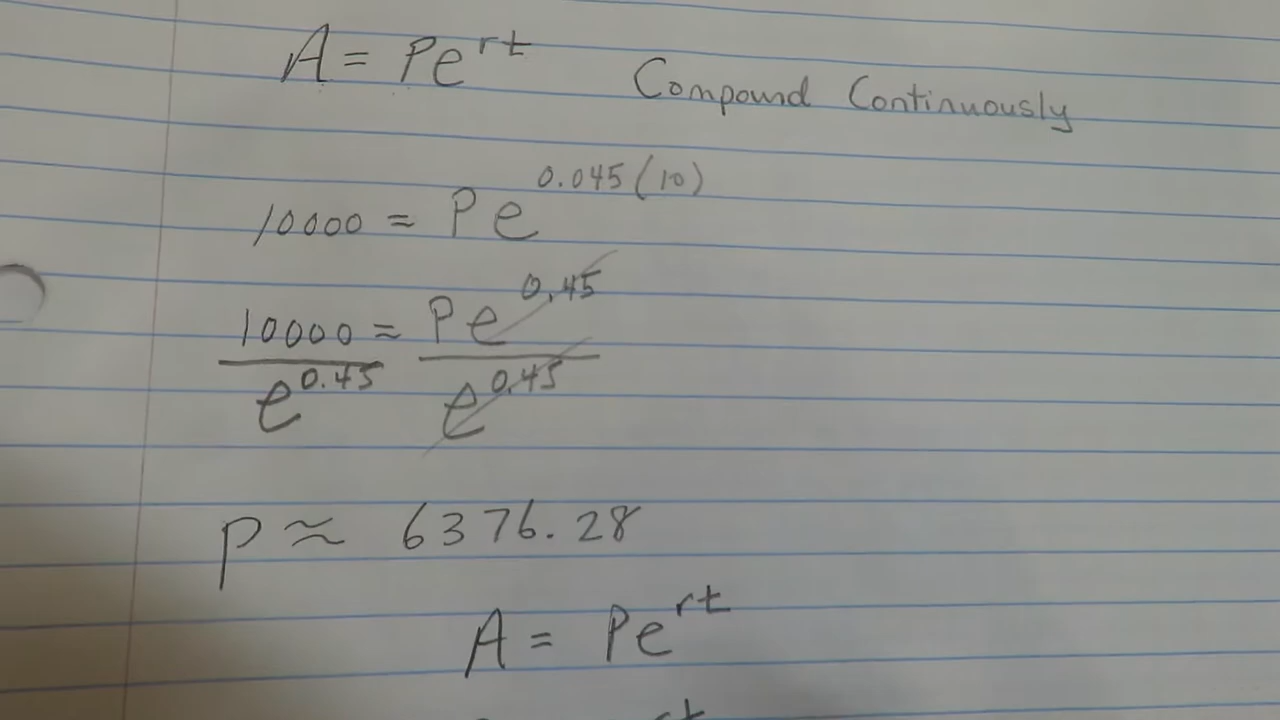 A = Pe^rt Compound Continuously
10000 = Pe^0.045(10)
10000 = Pe^0.45
e^0.45 e^0.45
P ≈ 6376.28
A = Pe^rt
rt